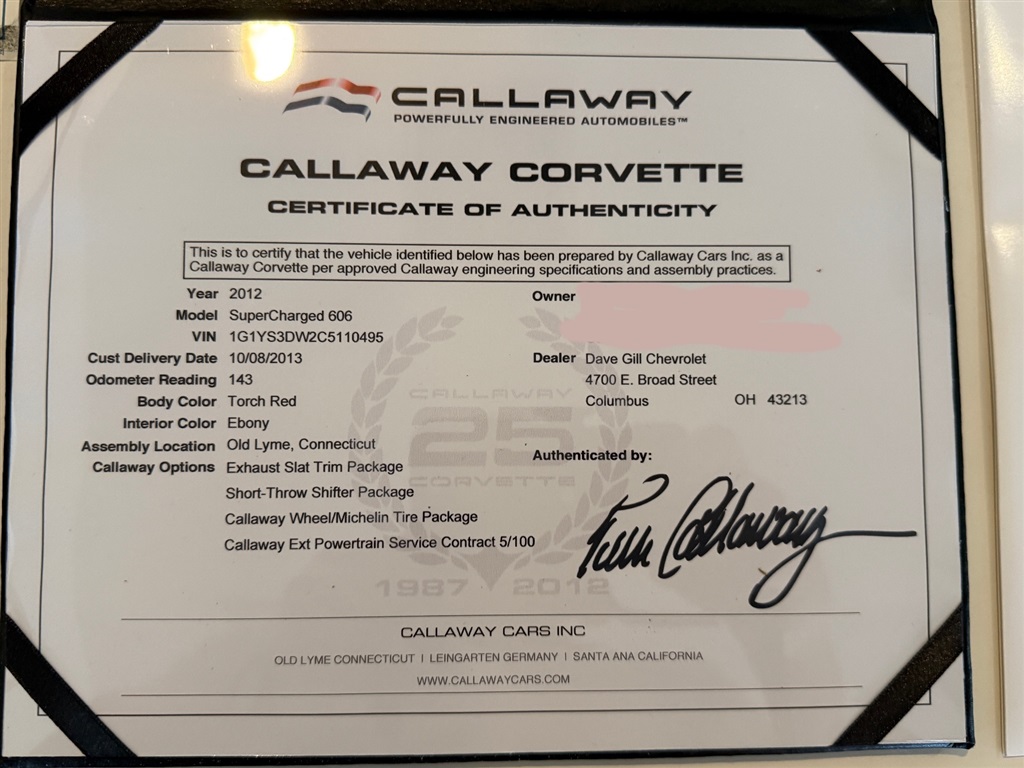 CALLAWAY
POWERFULLY ENGINEERED AUTOMOBILES™
CALLAWAY CORVETTE
CERTIFICATE OF AUTHENTICITY
This is to certify that the vehicle identified below has been prepared by Callaway Cars Inc. as a
Callaway Corvette per approved Callaway engineering specifications and assembly practices.
Year 2012
Model SuperCharged 606
VIN 1G1YS3DW2C5110495
Cust Delivery Date 10/08/2013
Odometer Reading 143
Body Color Torch Red
Interior Color Ebony
Assembly Location Old Lyme, Connecticut
Callaway Options Exhaust Slat Trim Package
Short-Throw Shifter Package
Callaway Wheel/Michelin Tire Package
Callaway Ext Powertrain Service Contract 5/100
Owner
Dealer Dave Gill Chevrolet
4700 E. Broad Street
Columbus OH 43213
Authenticated by:
Callaway
CALLAWAY
25
CORVETTE
1987 2012
CALLAWAY CARS INC
OLD LYME CONNECTICUT | LEINGARTEN GERMANY | SANTA ANA CALIFORNIA
WWW.CALLAWAYCARS.COM